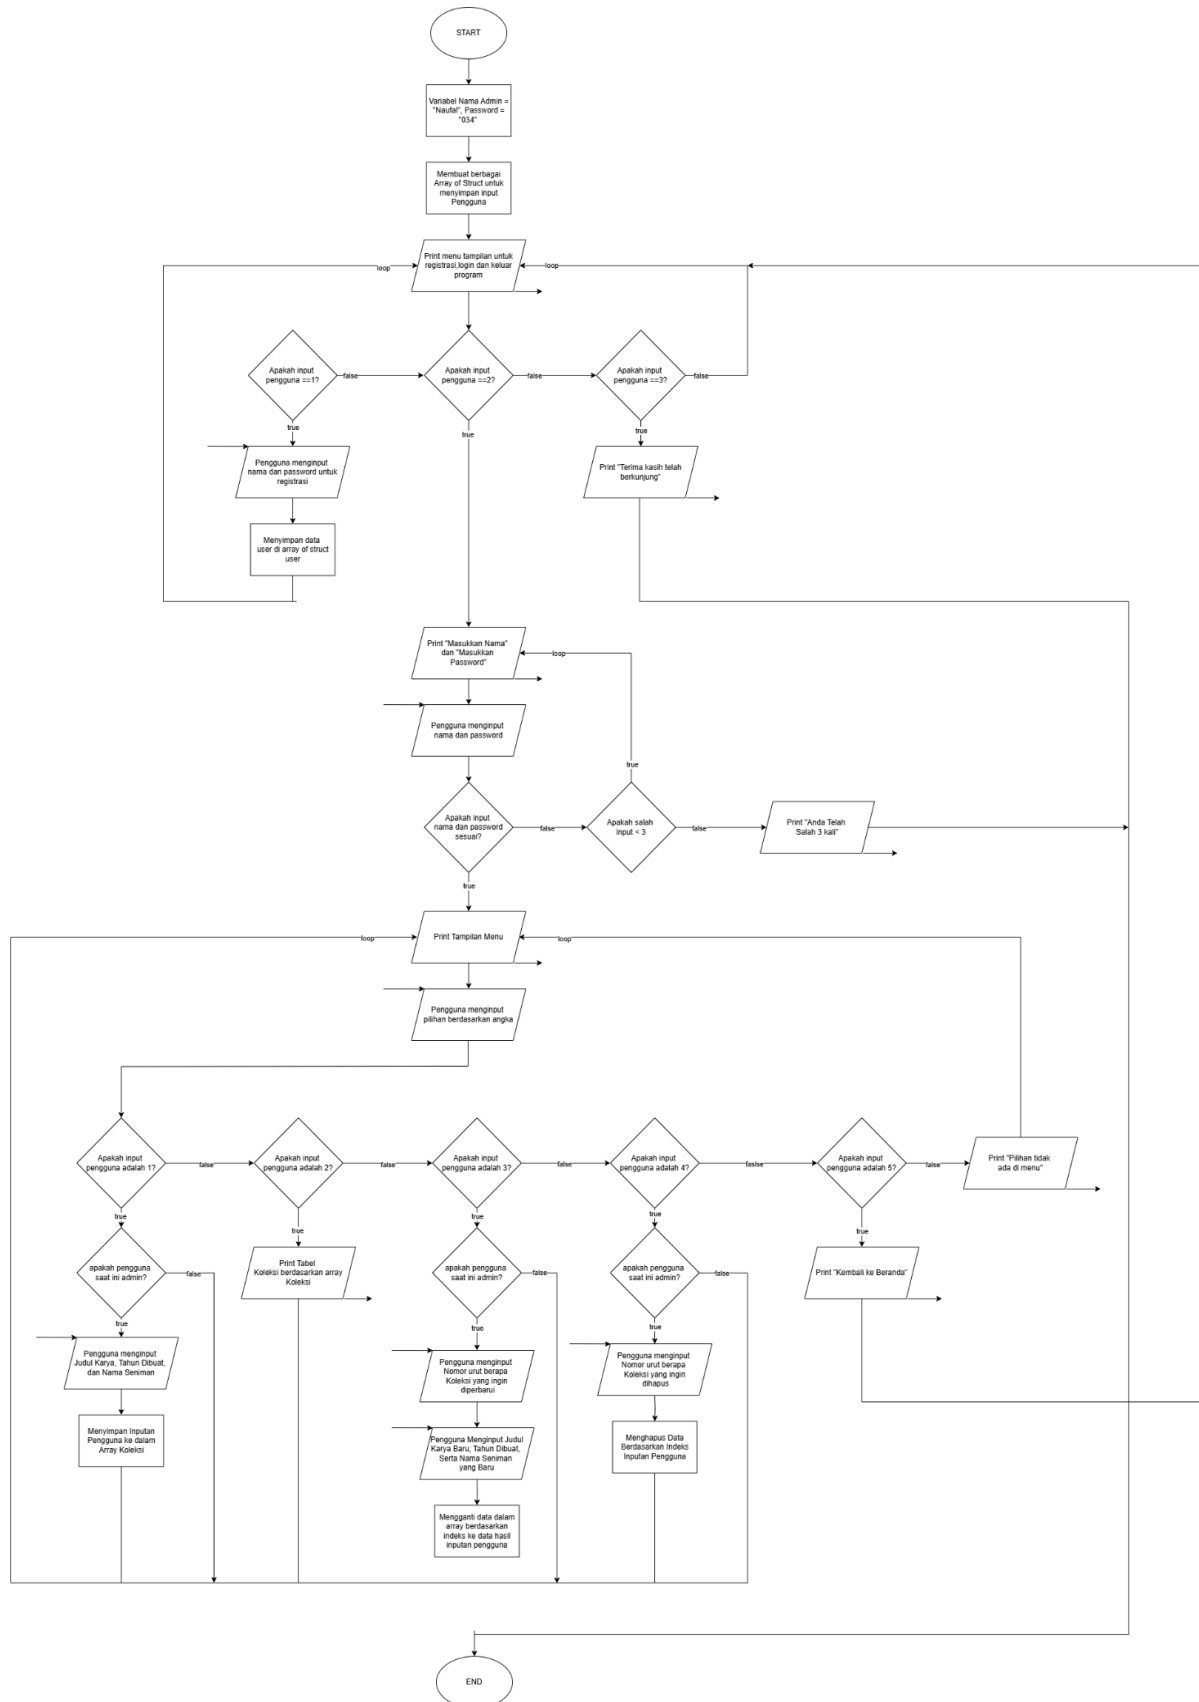 START
Variabel Nama Admin =
"Naufal", Password =
"034"
Membuat berbagai
Array of Struct untuk
menyimpan input
Pengguna
Print menu tampilan untuk
registrasi,login dan keluar
program
loop
loop
Apakah input
pengguna ==1?
false
Apakah input
pengguna ==2?
false
Apakah input
pengguna ==3?
false
true
true
true
Pengguna menginput
nama dan password untuk
registrasi
Print "Terima kasih telah
berkunjung"
Menyimpan data
user di array of struct
user
Print "Masukkan Nama"
dan "Masukkan
Password"
loop
Pengguna menginput
nama dan password
true
Apakah input
nama dan password
sesuai?
false
Apakah salah
input < 3
false
Print "Anda Telah
Salah 3 kali"
true
loop
Print Tampilan Menu
loop
Pengguna menginput
pilihan berdasarkan angka
Apakah input
pengguna adalah 1?
false
Apakah input
pengguna adalah 2?
false
Apakah input
pengguna adalah 3?
false
Apakah input
pengguna adalah 4?
faslse
Apakah input
pengguna adalah 5?
false
Print "Pilihan tidak
ada di menu"
true
true
true
true
true
apakah pengguna
saat ini admin?
false
Print Tabel
Koleksi berdasarkan array
Koleksi
apakah pengguna
saat ini admin?
false
apakah pengguna
saat ini admin?
false
Print "Kembali ke Beranda"
true
true
true
Pengguna menginput
Judul Karya, Tahun Dibuat,
dan Nama Seniman
Pengguna menginput
Nomor urut berapa
Koleksi yang ingin
diperbarui
Pengguna menginput
Nomor urut berapa
Koleksi yang ingin
dihapus
Menyimpan Inputan
Pengguna ke dalam
Array Koleksi
Pengguna Menginput Judul
Karya Baru, Tahun Dibuat,
Serta Nama Seniman
yang Baru
Menghapus Data
Berdasarkan Indeks
Inputan Pengguna
Mengganti data dalam
array berdasarkan
indeks ke data hasil
inputan pengguna
END